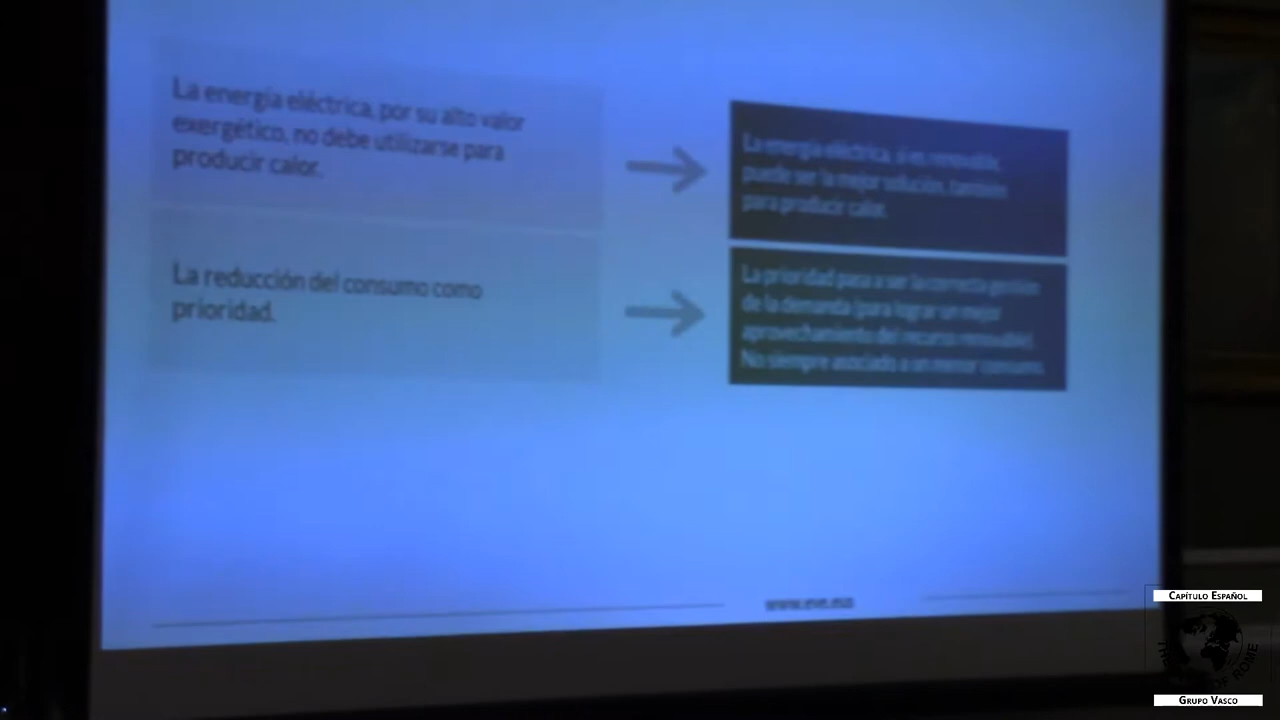 La energía eléctrica, por su alto valor
exergético, no debe utilizarse para
producir calor.
La energía eléctrica, si es renovable,
puede ser la mejor solución, también
para producir calor.
La reducción del consumo como
prioridad.
La prioridad pasa a ser la correcta gestión
de la demanda (para lograr un mejor
aprovechamiento del recurso renovable).
No siempre asociado a un menor consumo.
www.eve.eus
Capítulo Español
OF ROME
Grupo Vasco